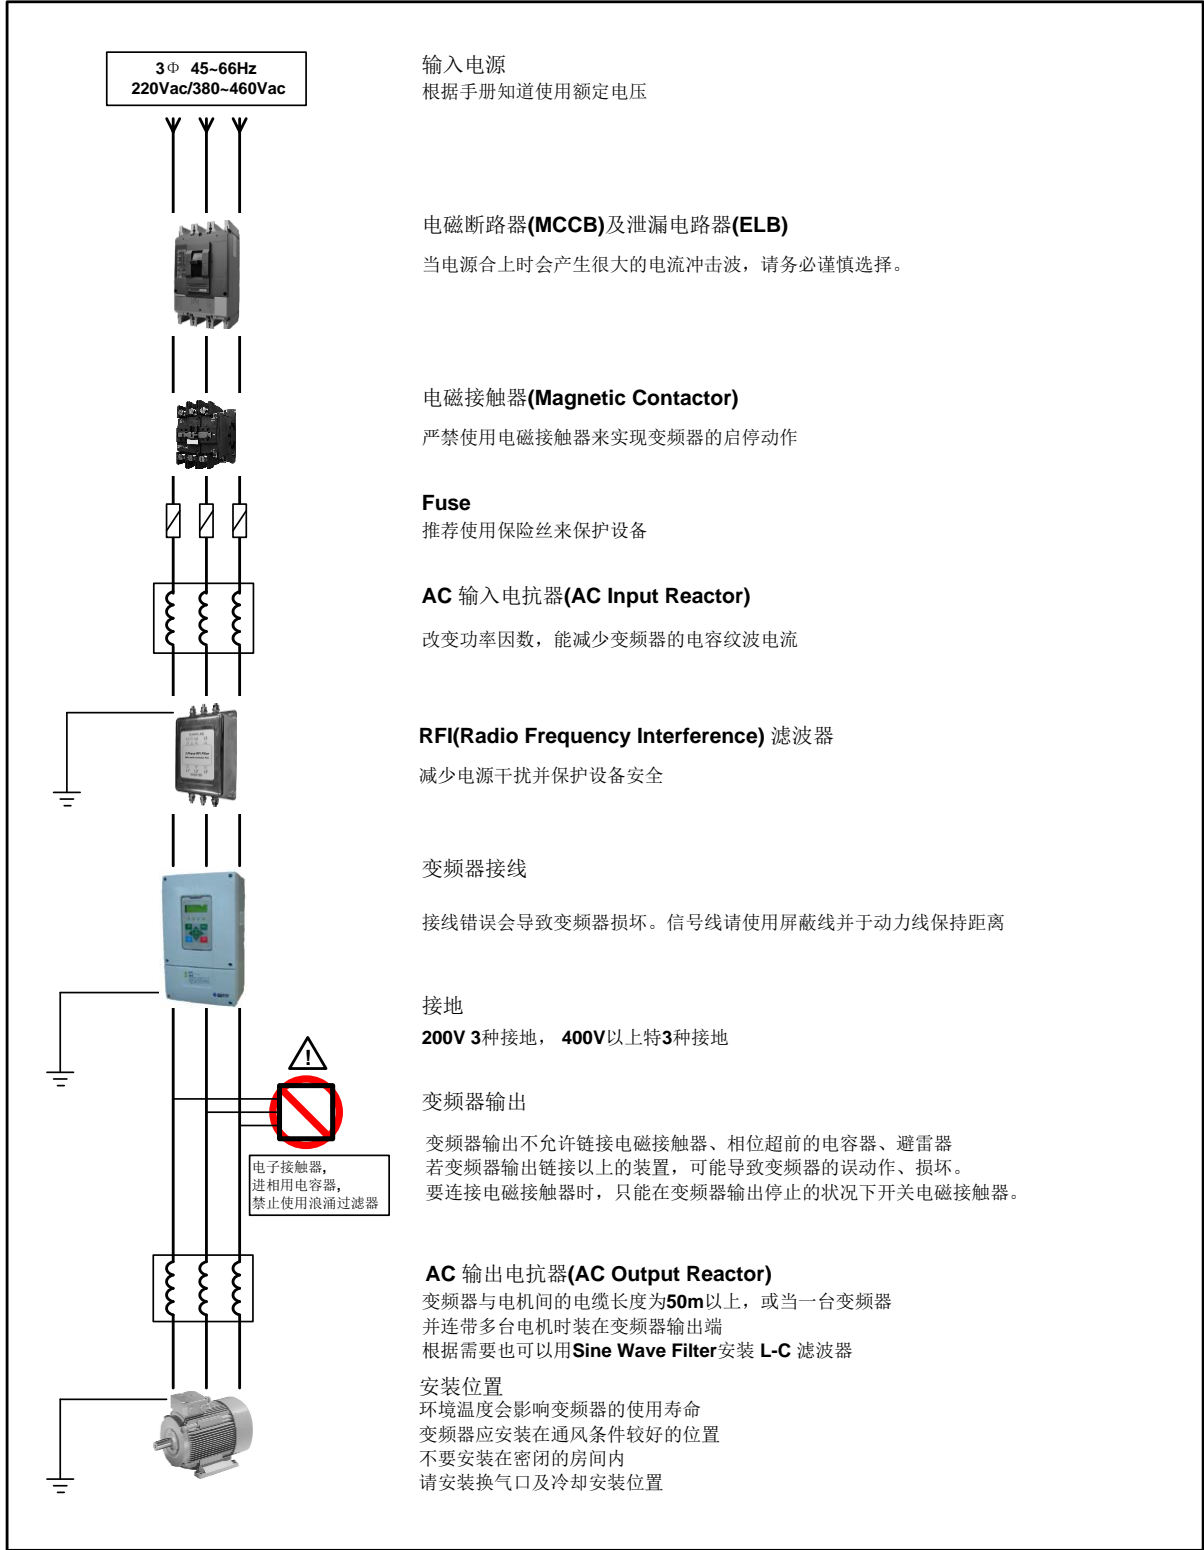 3Φ 45~66Hz
220Vac/380~460Vac
输入电源
根据手册知道使用额定电压
电磁断路器(MCCB)及泄漏电路器(ELB)
当电源合上时会产生很大的电流冲击波，请务必谨慎选择。
电磁接触器(Magnetic Contactor)
严禁使用电磁接触器来实现变频器的启停动作
Fuse
推荐使用保险丝来保护设备
AC 输入电抗器(AC Input Reactor)
改变功率因数，能减少变频器的电容纹波电流
RFI(Radio Frequency Interference) 滤波器
减少电源干扰并保护设备安全
变频器接线
接线错误会导致变频器损坏。信号线请使用屏蔽线并于动力线保持距离
接地
200V 3种接地， 400V以上特3种接地
!
变频器输出
变频器输出不允许链接电磁接触器、相位超前的电容器、避雷器
若变频器输出链接以上的装置，可能导致变频器的误动作、损坏。
要连接电磁接触器时，只能在变频器输出停止的状况下开关电磁接触器。
电子接触器，
进相用电容器，
禁止使用浪涌过滤器
AC 输出电抗器(AC Output Reactor)
变频器与电机间的电缆长度为50m以上，或当一台变频器
并连带多台电机时装在变频器输出端
根据需要也可以用Sine Wave Filter安装 L-C 滤波器
安装位置
环境温度会影响变频器的使用寿命
变频器应安装在通风条件较好的位置
不要安装在密闭的房间内
请安装换气口及冷却安装位置